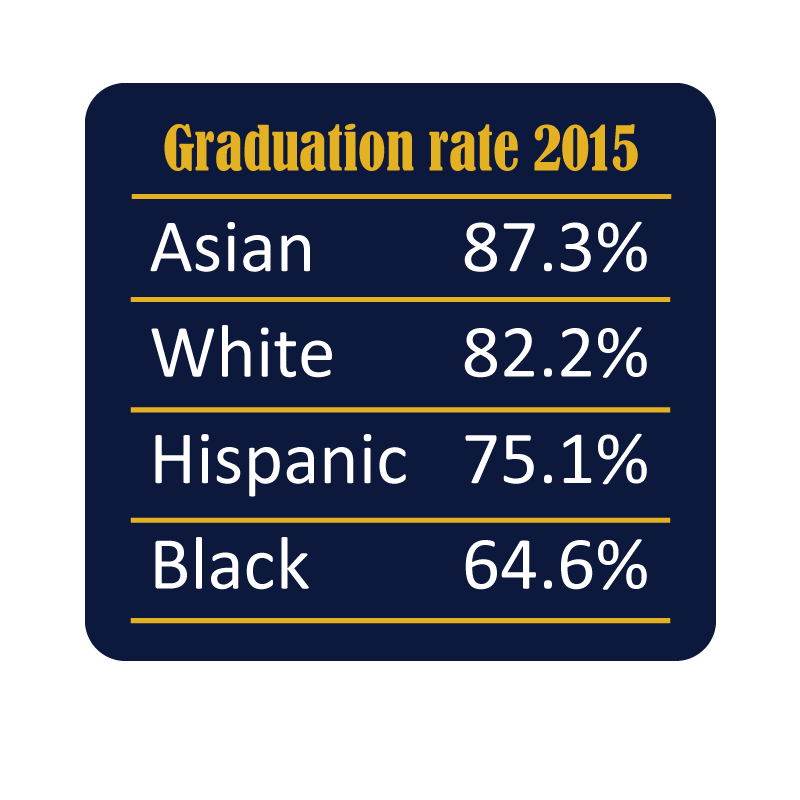 Graduation rate 2015
Asian 87.3%
White 82.2%
Hispanic 75.1%
Black 64.6%